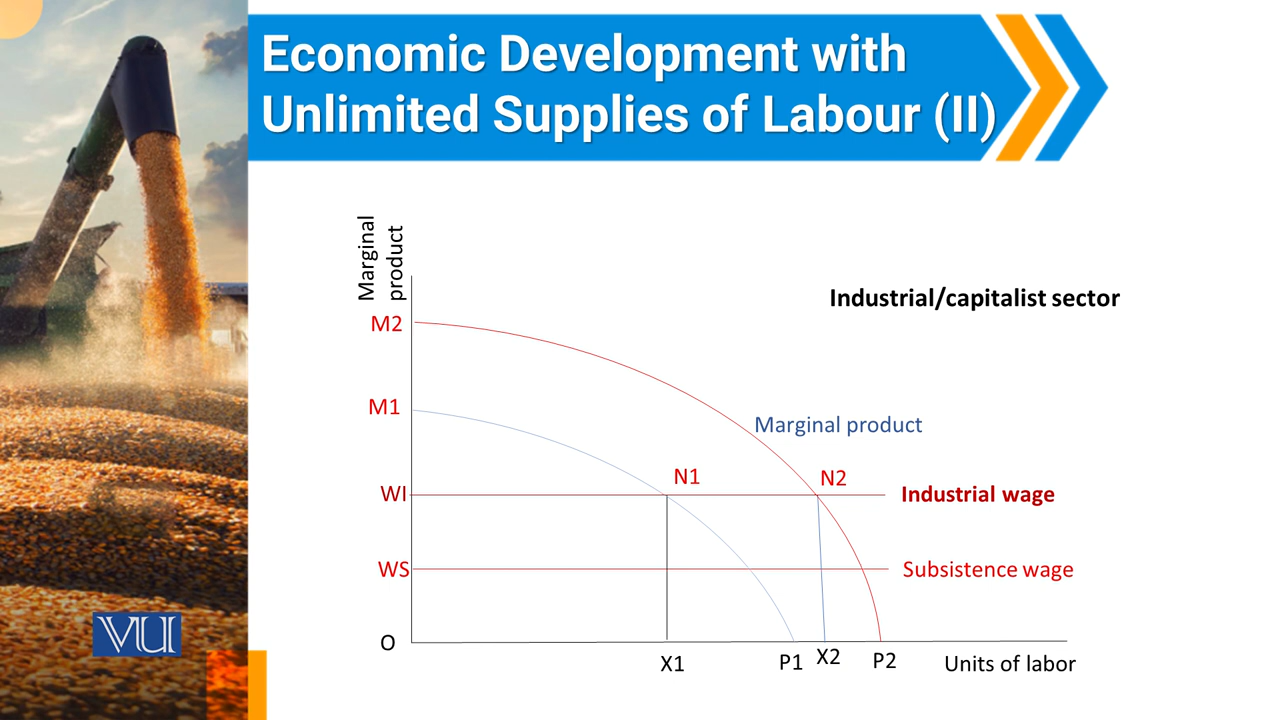 Economic Development with
Unlimited Supplies of Labour (II)
Marginal
product
Industrial/capitalist sector
M2
M1
Marginal product
N1
N2
WI
Industrial wage
WS
Subsistence wage
O
X1
P1
X2
P2
Units of labor
VU